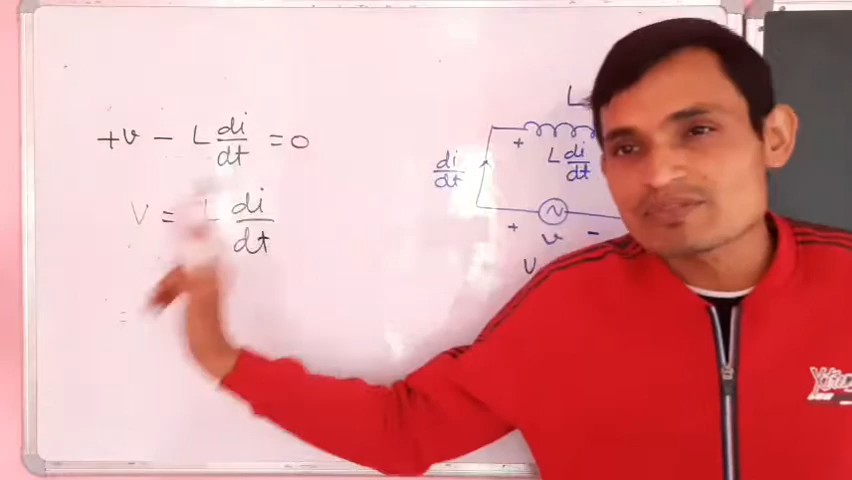 +v - L di/dt = 0
V = L di/dt
=
L
+
L di/dt
di/dt
+ v -
V